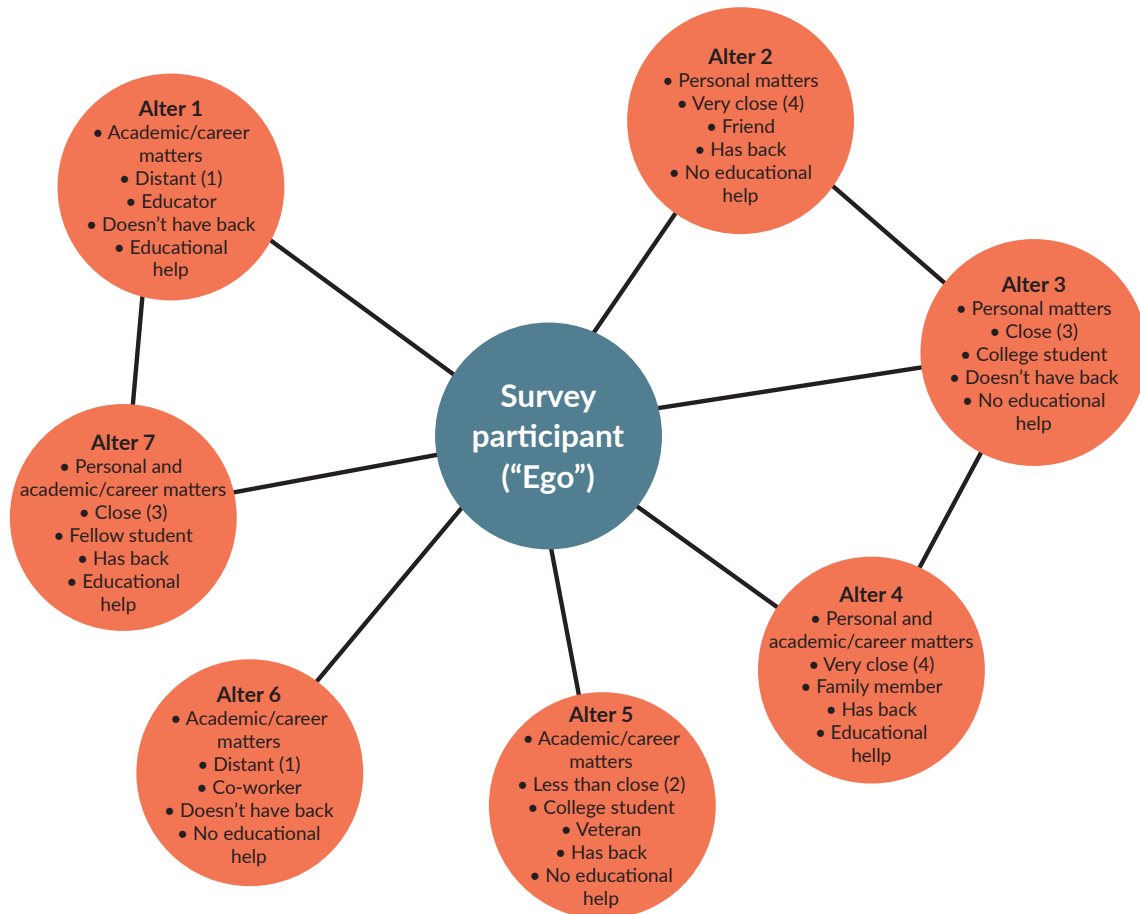 Alter 1
• Academic/career
matters
• Distant (1)
• Educator
• Doesn't have back
• Educational
help
Alter 2
• Personal matters
• Very close (4)
• Friend
• Has back
• No educational
help
Alter 3
• Personal matters
• Close (3)
• College student
• Doesn't have back
• No educational
help
Survey
participant
(“Ego”)
Alter 7
• Personal and
academic/career matters
• Close (3)
• Fellow student
• Has back
• Educational
help
Alter 4
• Personal and
academic/career matters
• Very close (4)
• Family member
• Has back
• Educational
hellp
Alter 6
• Academic/career
matters
• Distant (1)
• Co-worker
• Doesn't have back
• No educational
help
Alter 5
• Academic/career
matters
• Less than close (2)
• College student
• Veteran
• Has back
• No educational
help